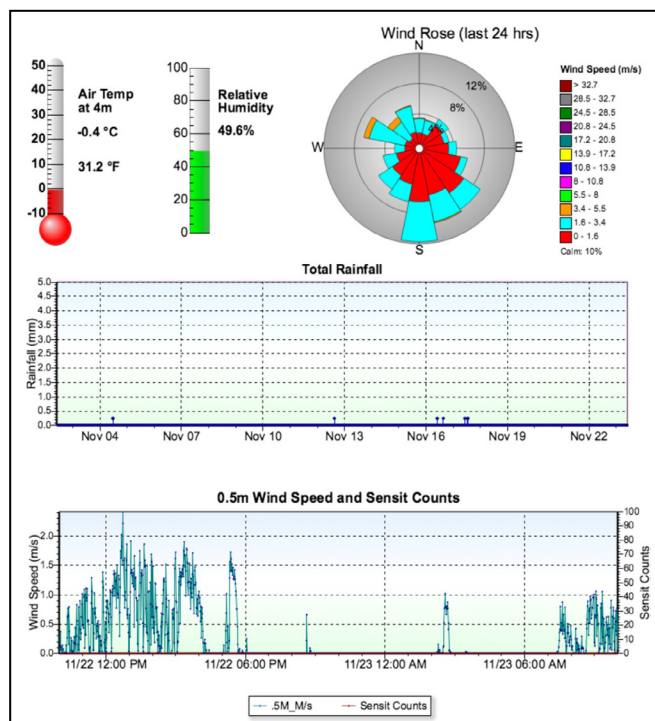 Wind Rose (last 24 hrs)
N
12%
8%
4%
W
E
S
50
40
30
20
10
0
-10
Air Temp
at 4m
-0.4 °C
31.2 °F
100
80
60
40
20
0
Relative
Humidity
49.6%
Wind Speed (m/s)
> 32.7
28.5 - 32.7
24.5 - 28.5
20.8 - 24.5
17.2 - 20.8
13.9 - 17.2
10.8 - 13.9
8 - 10.8
5.5 - 8
3.4 - 5.5
1.6 - 3.4
0 - 1.6
Calm: 10%
Total Rainfall
Rainfall (mm)
5.0
4.5
4.0
3.5
3.0
2.5
2.0
1.5
1.0
0.5
0.0
Nov 04 Nov 07 Nov 10 Nov 13 Nov 16 Nov 19 Nov 22
0.5m Wind Speed and Sensit Counts
Wind Speed (m/s)
2.0
1.5
1.0
0.5
0.0
100
90
80
70
60
50
40
30
20
10
0
Sensit Counts
11/22 12:00 PM 11/22 06:00 PM 11/23 12:00 AM 11/23 06:00 AM
.5M_M/s Sensit Counts